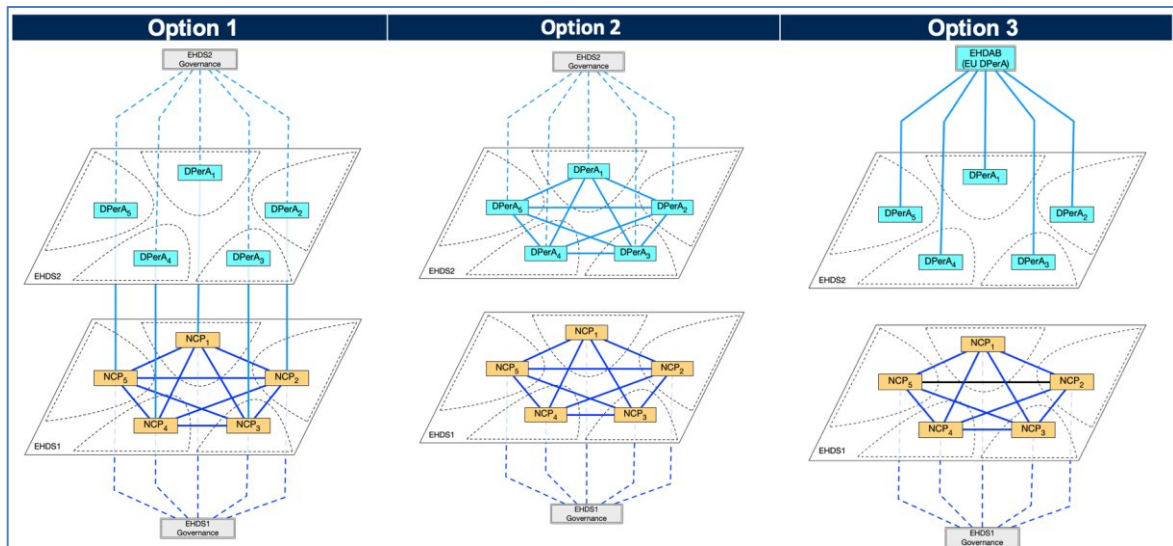 Option 1
EHDS2
Governance
DPerA1
DPerA5
DPerA2
DPerA4
DPerA3
EHDS2
NCP1
NCP5
NCP2
NCP4
NCP3
EHDS1
EHDS1
Governance
Option 2
EHDS2
Governance
DPerA1
DPerA5
DPerA2
DPerA4
DPerA3
EHDS2
NCP1
NCP5
NCP2
NCP4
NCP3
EHDS1
EHDS1
Governance
Option 3
EHDAB
(EU DPerA)
DPerA1
DPerA5
DPerA2
DPerA4
DPerA3
EHDS2
NCP1
NCP5
NCP2
NCP4
NCP3
EHDS1
EHDS1
Governance